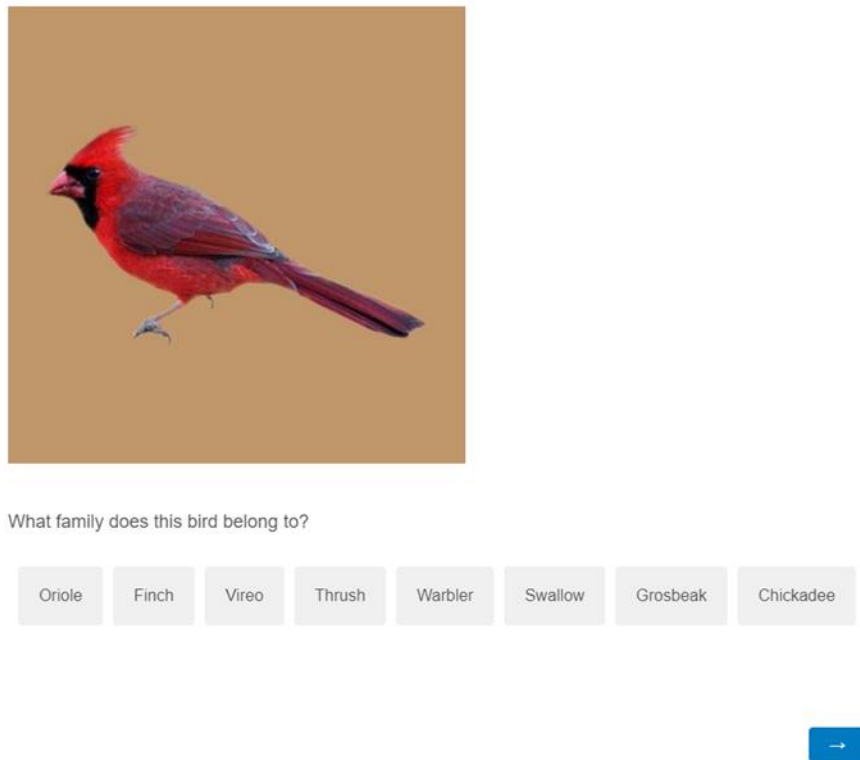 What family does this bird belong to?
Oriole Finch Vireo Thrush Warbler Swallow Grosbeak Chickadee
→